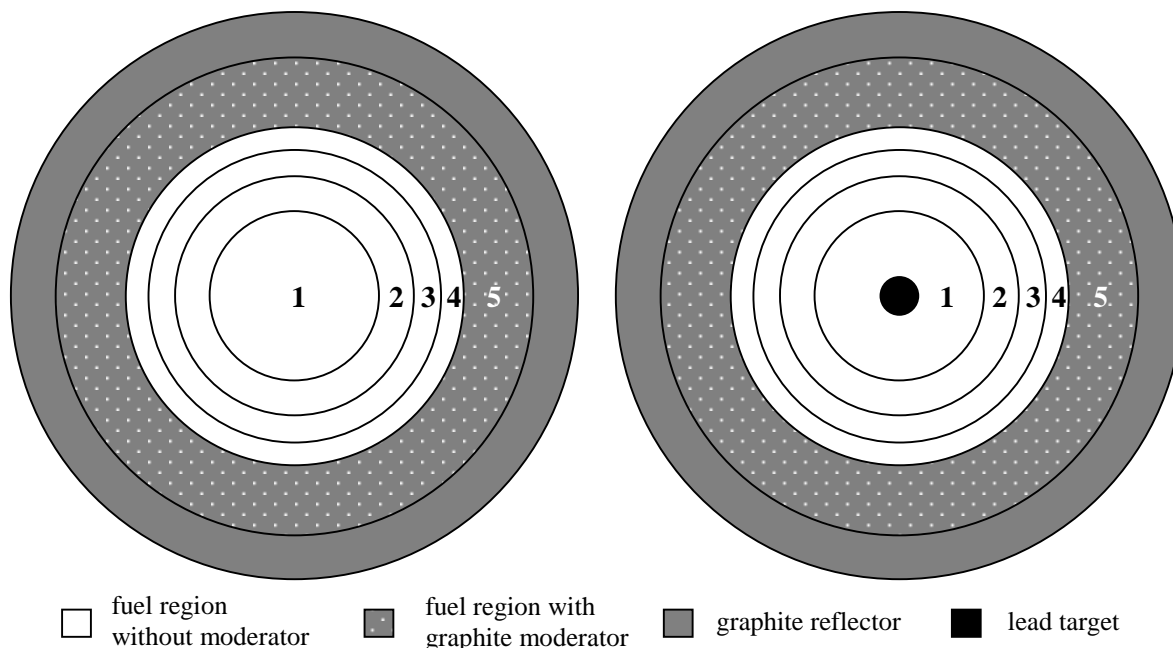 1 2 3 4 5
1 2 3 4 5
fuel region
without moderator
fuel region with
graphite moderator
graphite reflector
lead target